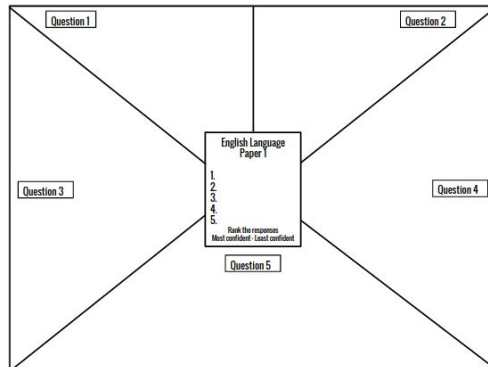 Question 1
Question 2
English Language
Paper 1
1.
2.
3.
4.
5.
Rank the responses
Most confident - Least confident
Question 3
Question 4
Question 5